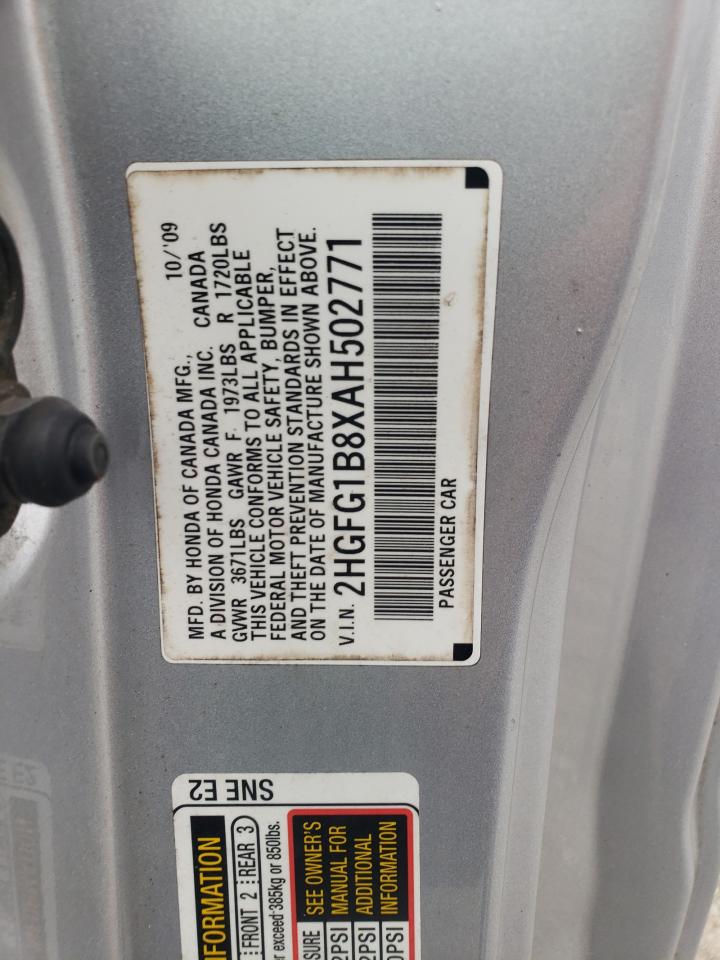 MFD. BY HONDA OF CANADA MFG., 10/'09
A DIVISION OF HONDA CANADA INC. CANADA
GVWR 3671LBS GAWR F 1973LBS R 1720LBS
THIS VEHICLE CONFORMS TO ALL APPLICABLE
FEDERAL MOTOR VEHICLE SAFETY, BUMPER,
AND THEFT PREVENTION STANDARDS IN EFFECT
ON THE DATE OF MANUFACTURE SHOWN ABOVE.
V.I.N. 2HGFG1B8XAH502771
PASSENGER CAR
SNE E2
FORMATION
FRONT 2 REAR 3
exceed 385kg or 850lbs.
SEE OWNER'S
MANUAL FOR
ADDITIONAL
INFORMATION